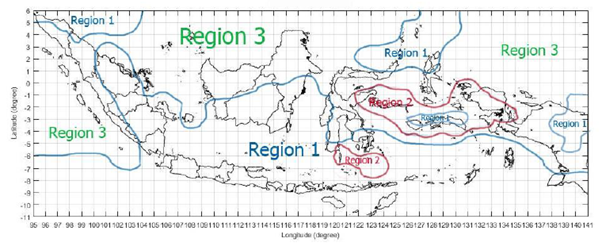 6
Region 1
Region 3
Region 1
Region 3
5
4
3
2
1
0
-1
Region 2
-2
-3
Region 3
Region
Region 1
-4
-5
Region 1
-6
Region 2
-7
-8
-9
-10
-11
Latitude (degree)
95 96 97 98 99 100 101 102 103 104 105 106 107 108 109 110 111 112 113 114 115 116 117 118 119 120 121 122 123 124 125 126 127 128 129 130 131 132 133 134 135 136 137 138 139 140 141
Longitude (degree)